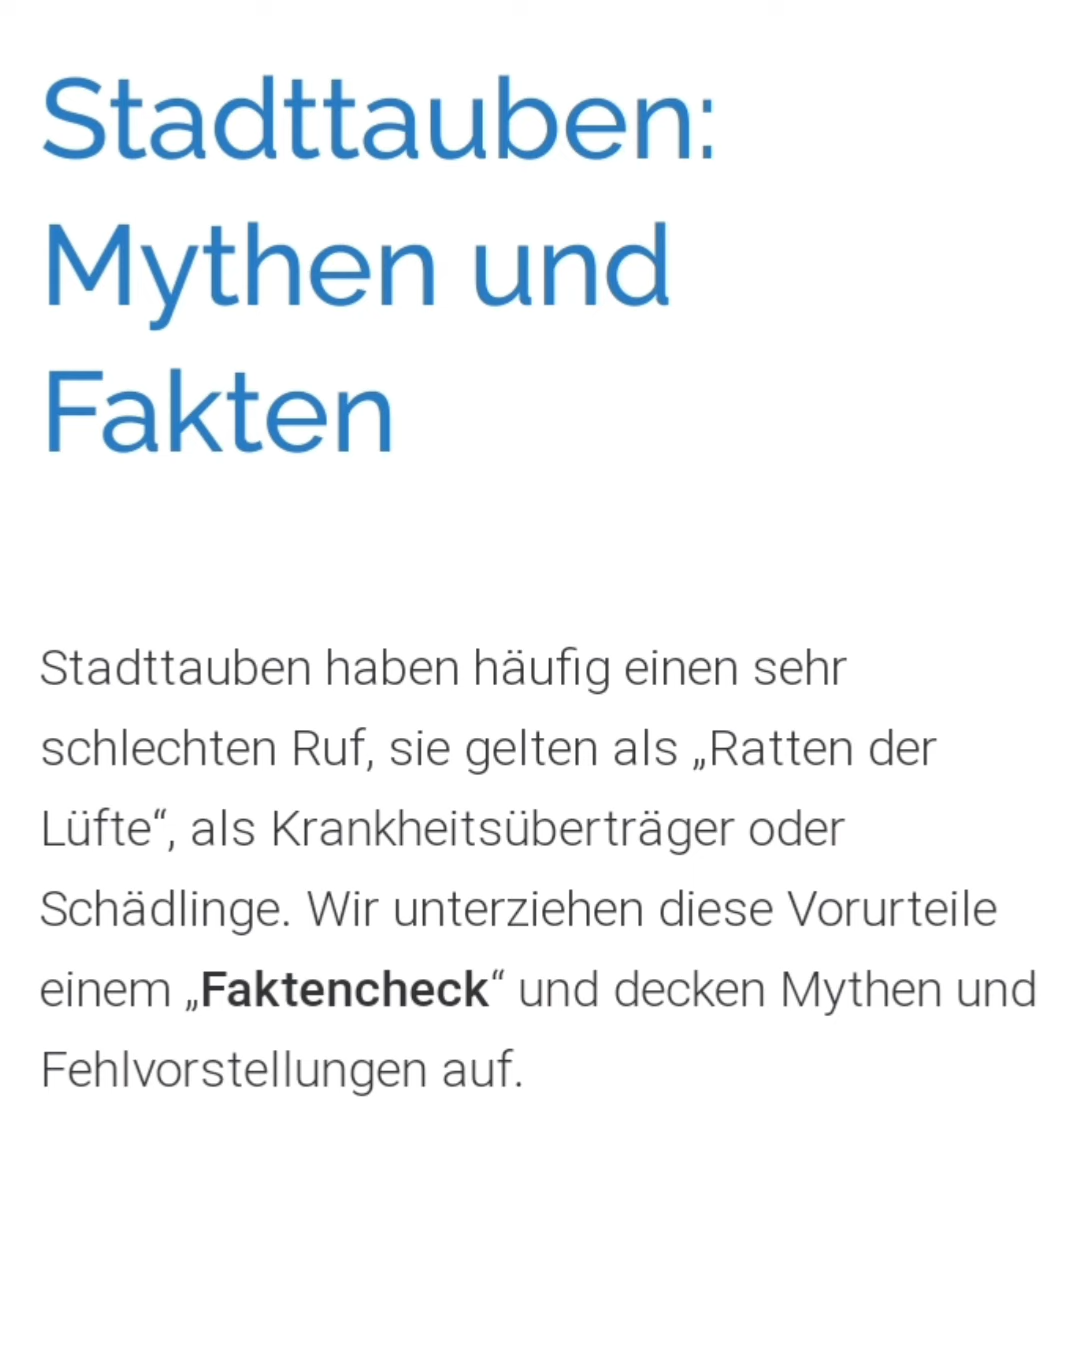 Stadttauben:
Mythen und
Fakten
Stadttauben haben häufig einen sehr
schlechten Ruf, sie gelten als „Ratten der
Lüfte“, als Krankheitsüberträger oder
Schädlinge. Wir unterziehen diese Vorurteile
einem „Faktencheck“ und decken Mythen und
Fehlvorstellungen auf.